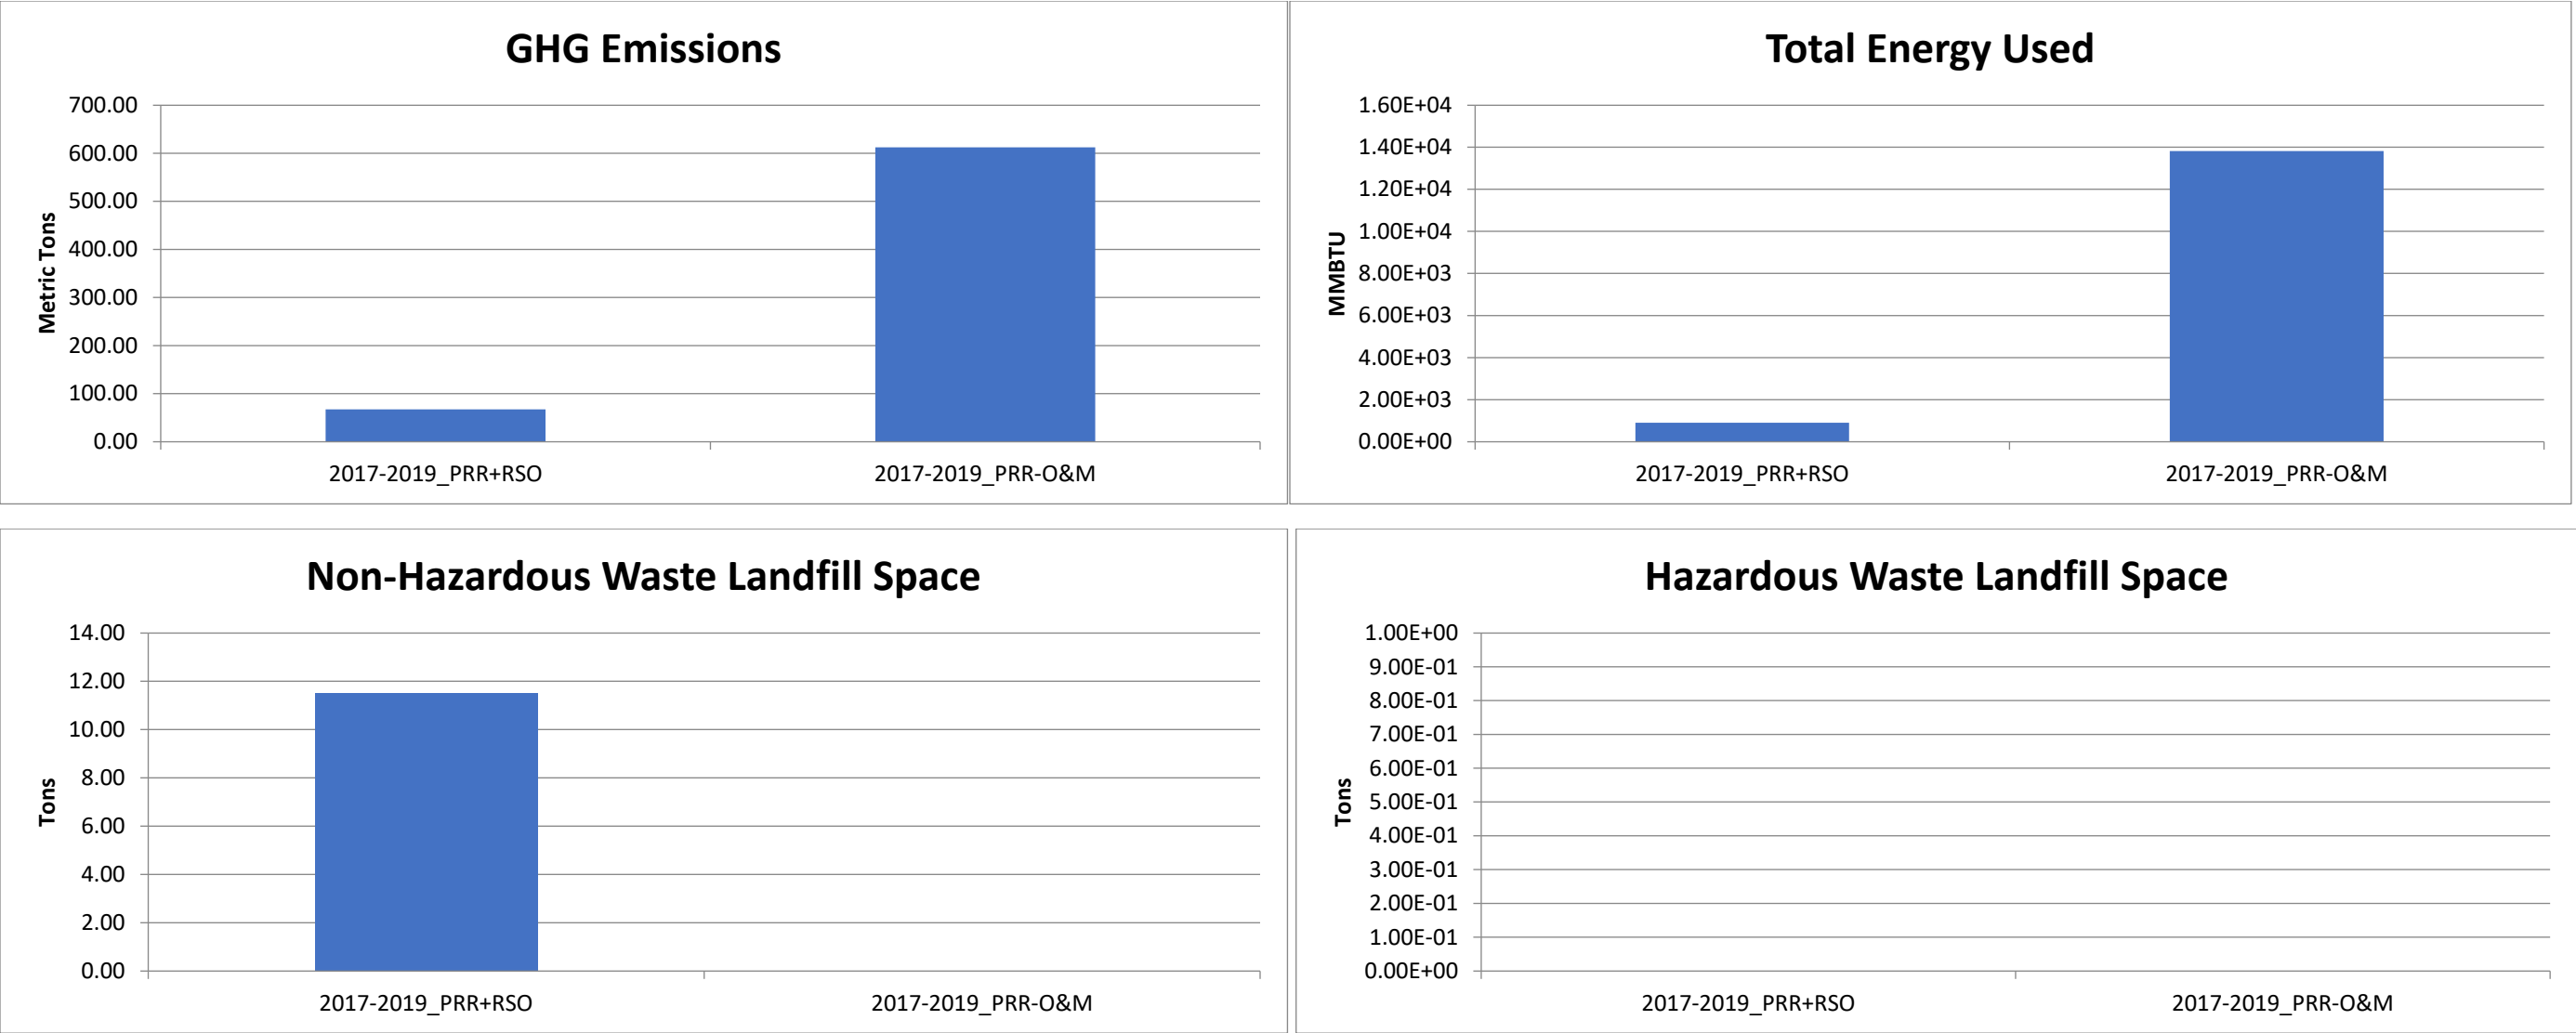 GHG Emissions
Metric Tons
700.00
600.00
500.00
400.00
300.00
200.00
100.00
0.00
2017-2019_PRR+RSO
2017-2019_PRR-O&M
Total Energy Used
MMBTU
1.60E+04
1.40E+04
1.20E+04
1.00E+04
8.00E+03
6.00E+03
4.00E+03
2.00E+03
0.00E+00
2017-2019_PRR+RSO
2017-2019_PRR-O&M
Non-Hazardous Waste Landfill Space
Tons
14.00
12.00
10.00
8.00
6.00
4.00
2.00
0.00
2017-2019_PRR+RSO
2017-2019_PRR-O&M
Hazardous Waste Landfill Space
Tons
1.00E+00
9.00E-01
8.00E-01
7.00E-01
6.00E-01
5.00E-01
4.00E-01
3.00E-01
2.00E-01
1.00E-01
0.00E+00
2017-2019_PRR+RSO
2017-2019_PRR-O&M